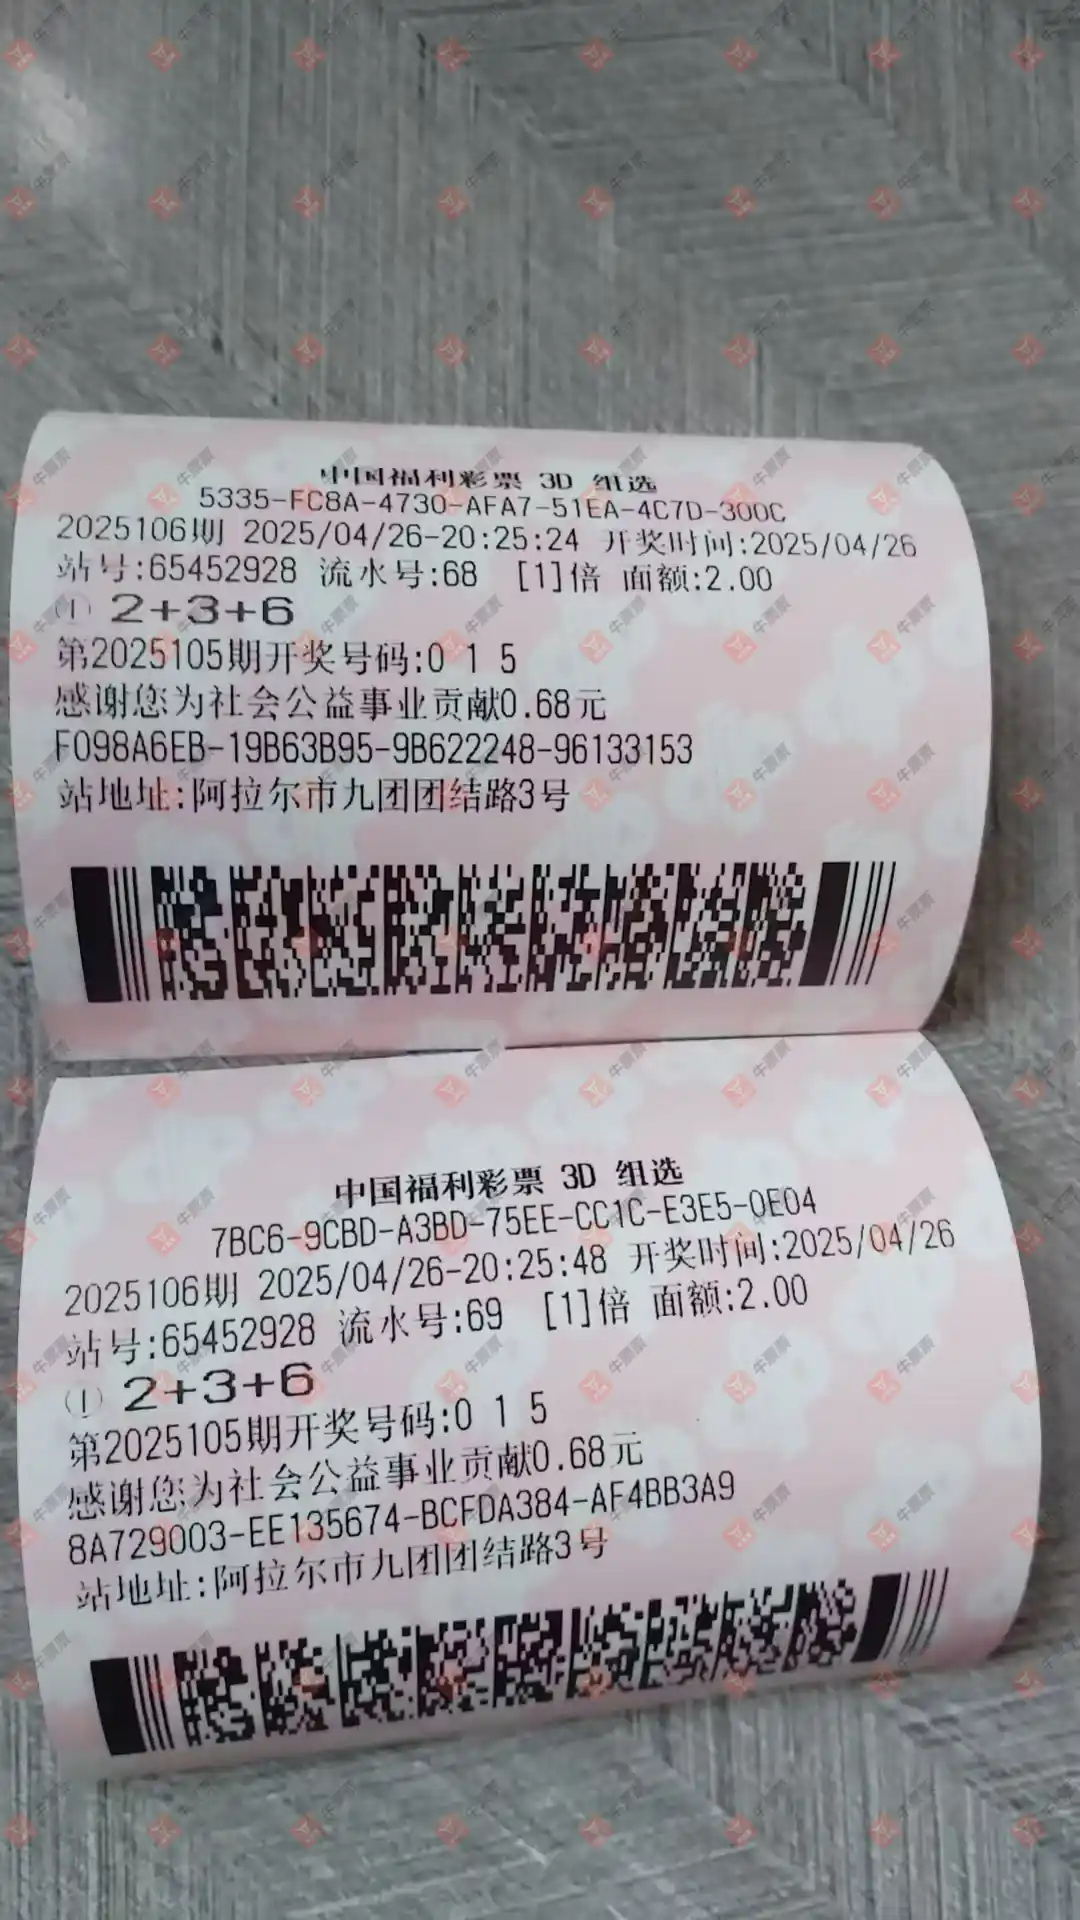 中国福利彩票 3D 组选
5335-FC8A-4730-AFA7-51EA-4C7D-300C
2025106期 2025/04/26-20:25:24 开奖时间:2025/04/26
站号:65452928 流水号:68 [1]倍 面额:2.00
① 2+3+6
第2025105期开奖号码:0 1 5
感谢您为社会公益事业贡献0.68元
F098A6EB-19B63B95-9B622248-96133153
站地址:阿拉尔市九团团结路3号
中国福利彩票 3D 组选
7BC6-9CBD-A3BD-75EE-CC1C-E3E5-0E04
2025106期 2025/04/26-20:25:48 开奖时间:2025/04/26
站号:65452928 流水号:69 [1]倍 面额:2.00
① 2+3+6
第2025105期开奖号码:0 1 5
感谢您为社会公益事业贡献0.68元
8A729003-EE135674-BCFDA384-AF4BB3A9
站地址:阿拉尔市九团团结路3号